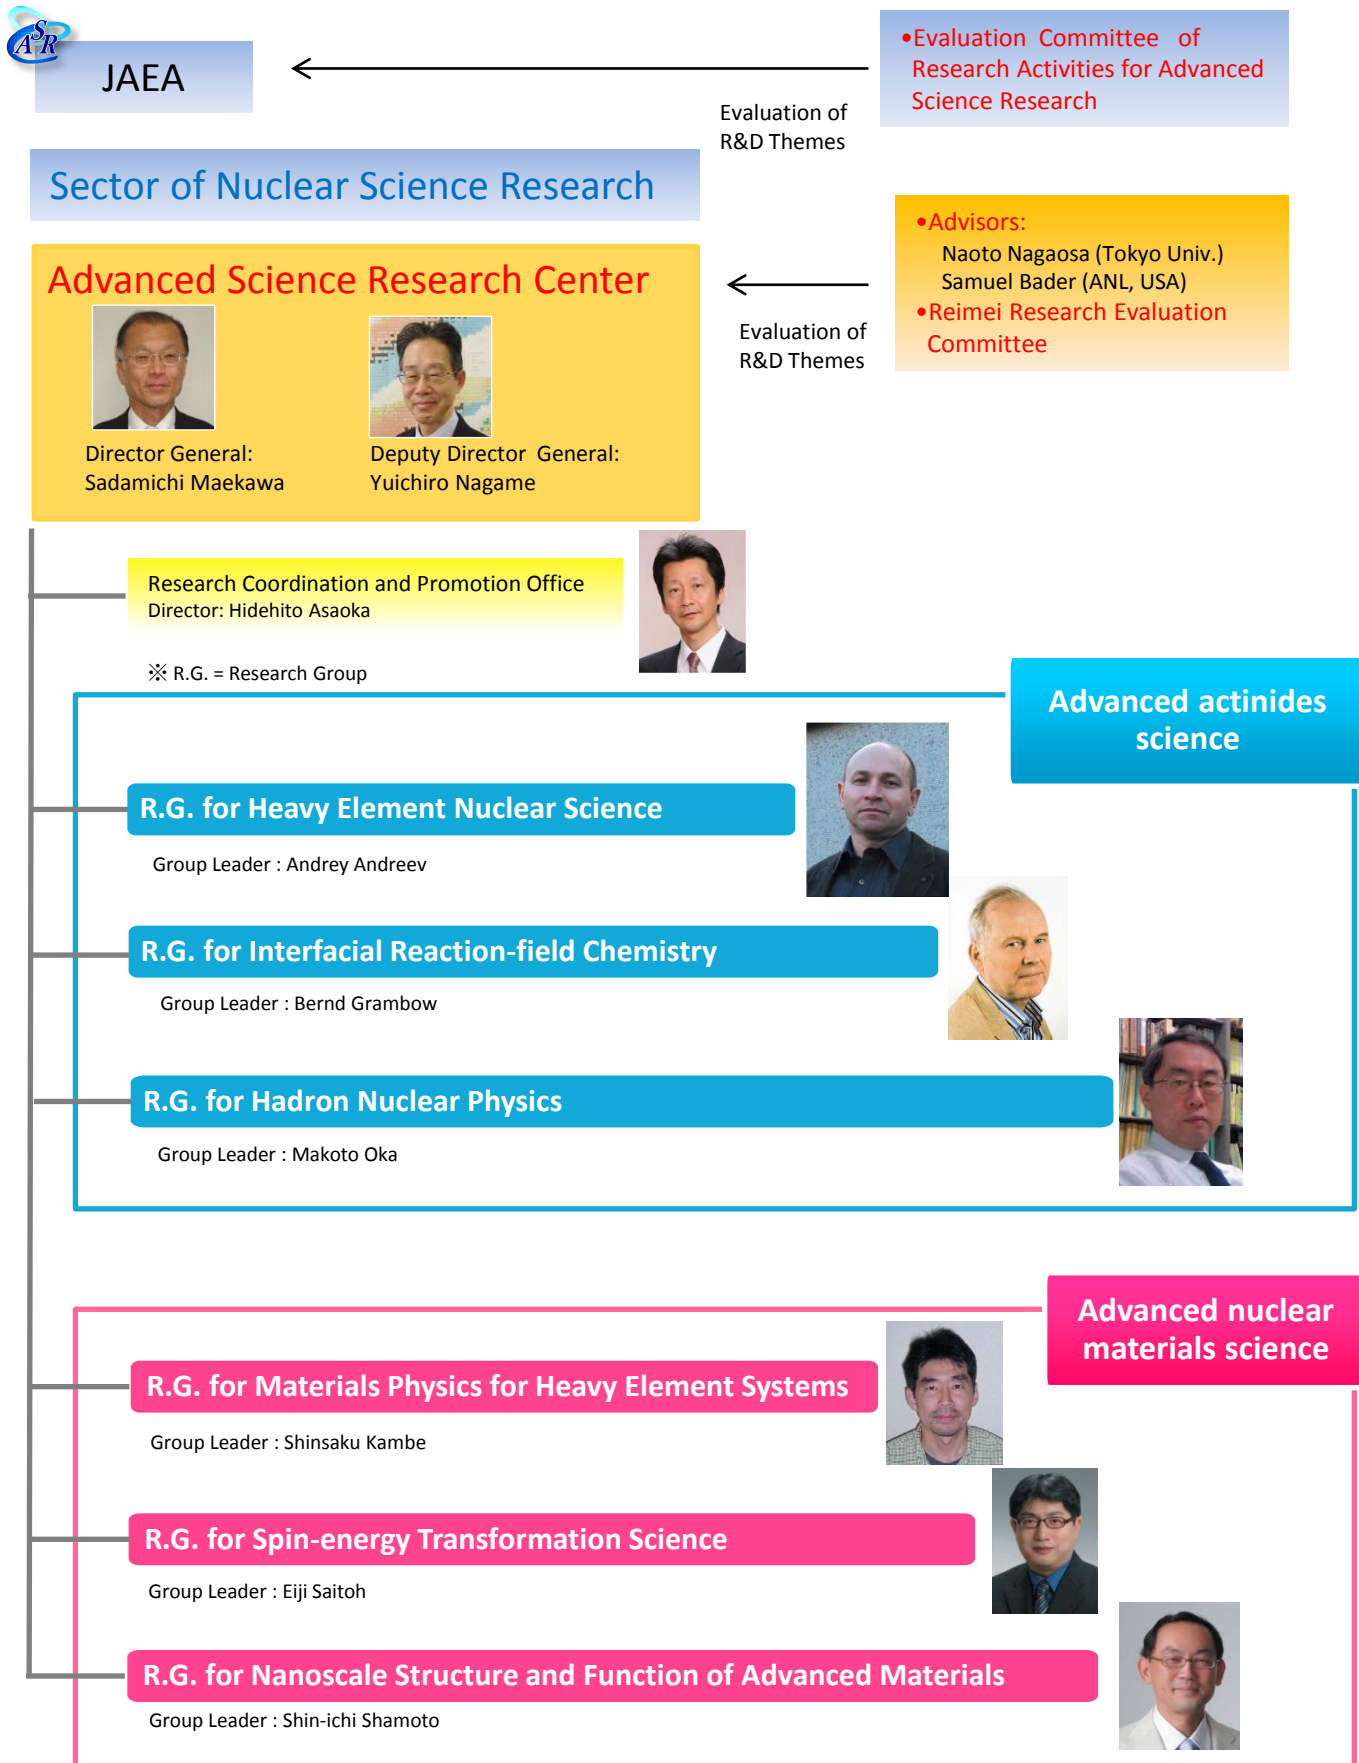 ASR
JAEA
•Evaluation Committee of
Research Activities for Advanced
Science Research
Evaluation of
R&D Themes
Sector of Nuclear Science Research
•Advisors:
Naoto Nagaosa (Tokyo Univ.)
Samuel Bader (ANL, USA)
•Reimei Research Evaluation
Committee
Evaluation of
R&D Themes
Advanced Science Research Center
Director General:
Sadamichi Maekawa
Deputy Director General:
Yuichiro Nagame
Research Coordination and Promotion Office
Director: Hidehito Asaoka
※ R.G. = Research Group
Advanced actinides
science
R.G. for Heavy Element Nuclear Science
Group Leader : Andrey Andreev
R.G. for Interfacial Reaction-field Chemistry
Group Leader : Bernd Grambow
R.G. for Hadron Nuclear Physics
Group Leader : Makoto Oka
Advanced nuclear
materials science
R.G. for Materials Physics for Heavy Element Systems
Group Leader : Shinsaku Kambe
R.G. for Spin-energy Transformation Science
Group Leader : Eiji Saitoh
R.G. for Nanoscale Structure and Function of Advanced Materials
Group Leader : Shin-ichi Shamoto